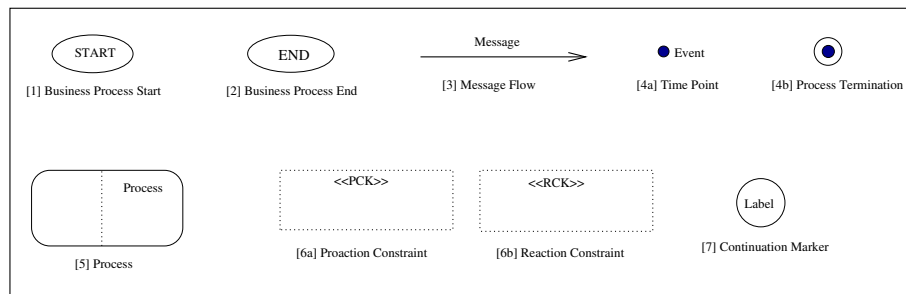 START
END
Message
Event
[1] Business Process Start
[2] Business Process End
[3] Message Flow
[4a] Time Point
[4b] Process Termination
Process
<<PCK>>
<<RCK>>
Label
[5] Process
[6a] Proaction Constraint
[6b] Reaction Constraint
[7] Continuation Marker